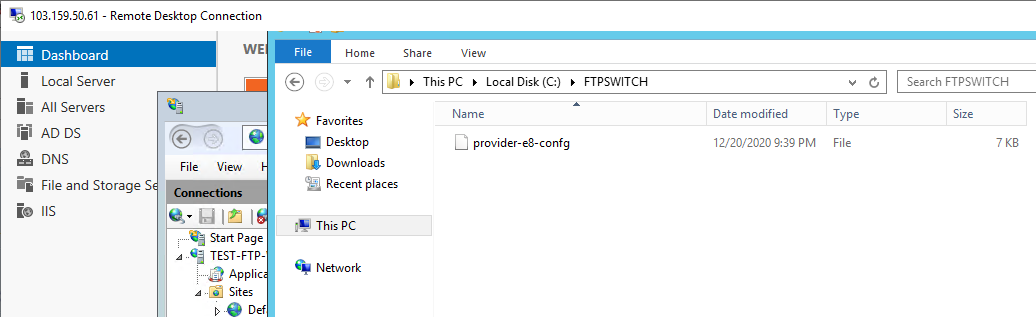 103.159.50.61 - Remote Desktop Connection
Dashboard
Local Server
All Servers
AD DS
DNS
File and Storage Se
IIS
File View
Connections
Start Page
TEST-FTP-
Applica
Sites
Def
File Home Share View
This PC Local Disk (C:) FTPSWITCH
Search FTPSWITCH
Favorites
Desktop
Downloads
Recent places
This PC
Network
Name Date modified Type Size
provider-e8-confg 12/20/2020 9:39 PM File 7 KB